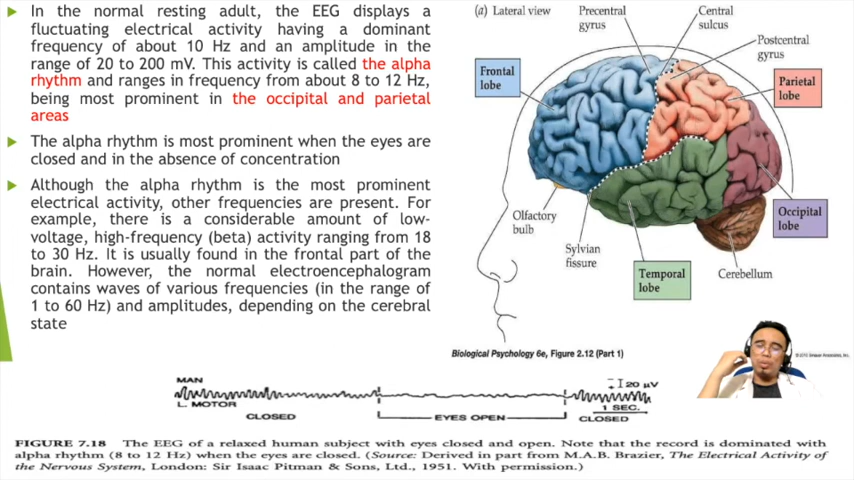 In the normal resting adult, the EEG displays a
fluctuating electrical activity having a dominant
frequency of about 10 Hz and an amplitude in the
range of 20 to 200 mV. This activity is called the alpha
rhythm and ranges in frequency from about 8 to 12 Hz,
being most prominent in the occipital and parietal
areas
The alpha rhythm is most prominent when the eyes are
closed and in the absence of concentration
Although the alpha rhythm is the most prominent
electrical activity, other frequencies are present. For
example, there is a considerable amount of low-
voltage, high-frequency (beta) activity ranging from 18
to 30 Hz. It is usually found in the frontal part of the
brain. However, the normal electroencephalogram
contains waves of various frequencies (in the range of
1 to 60 Hz) and amplitudes, depending on the cerebral
state
(a) Lateral view
Precentral
gyrus
Central
sulcus
Postcentral
gyrus
Frontal
lobe
Parietal
lobe
Olfactory
bulb
Sylvian
fissure
Temporal
lobe
Occipital
lobe
Cerebellum
Biological Psychology 6e, Figure 2.12 (Part 1)
© 2010 Sinauer Associates, Inc.
MAN
L. MOTOR
CLOSED
EYES OPEN
CLOSED
20 µV
1 SEC.
FIGURE 7.18 The EEG of a relaxed human subject with eyes closed and open. Note that the record is dominated with
alpha rhythm (8 to 12 Hz) when the eyes are closed. (Source: Derived in part from M.A.B. Brazier, The Electrical Activity of
the Nervous System, London: Sir Isaac Pitman & Sons, Ltd., 1951. With permission.)